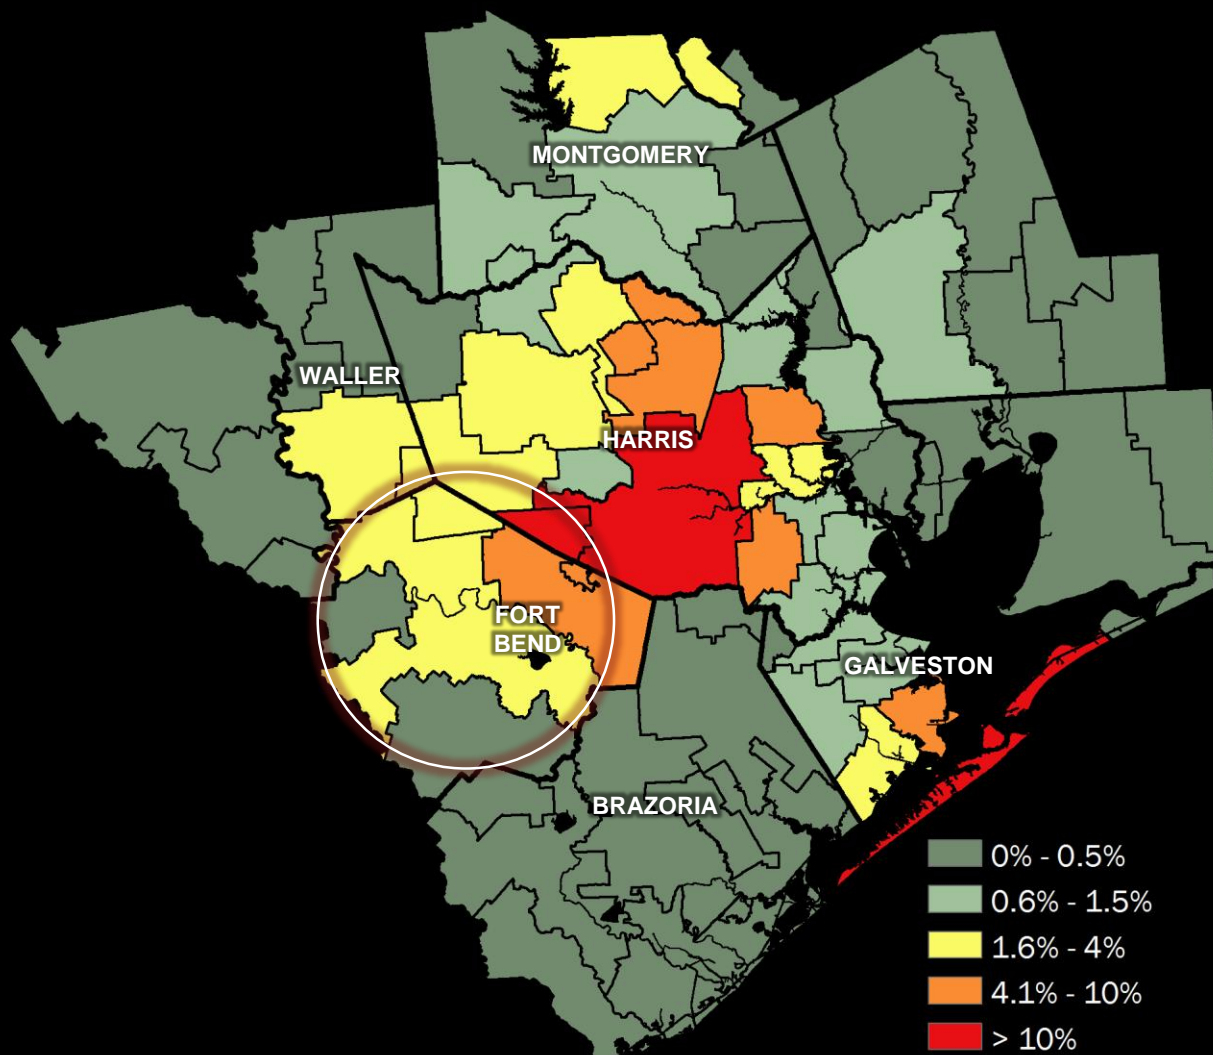 MONTGOMERY
WALLER
HARRIS
FORT
BEND
GALVESTON
BRAZORIA
0% - 0.5%
0.6% - 1.5%
1.6% - 4%
4.1% - 10%
> 10%